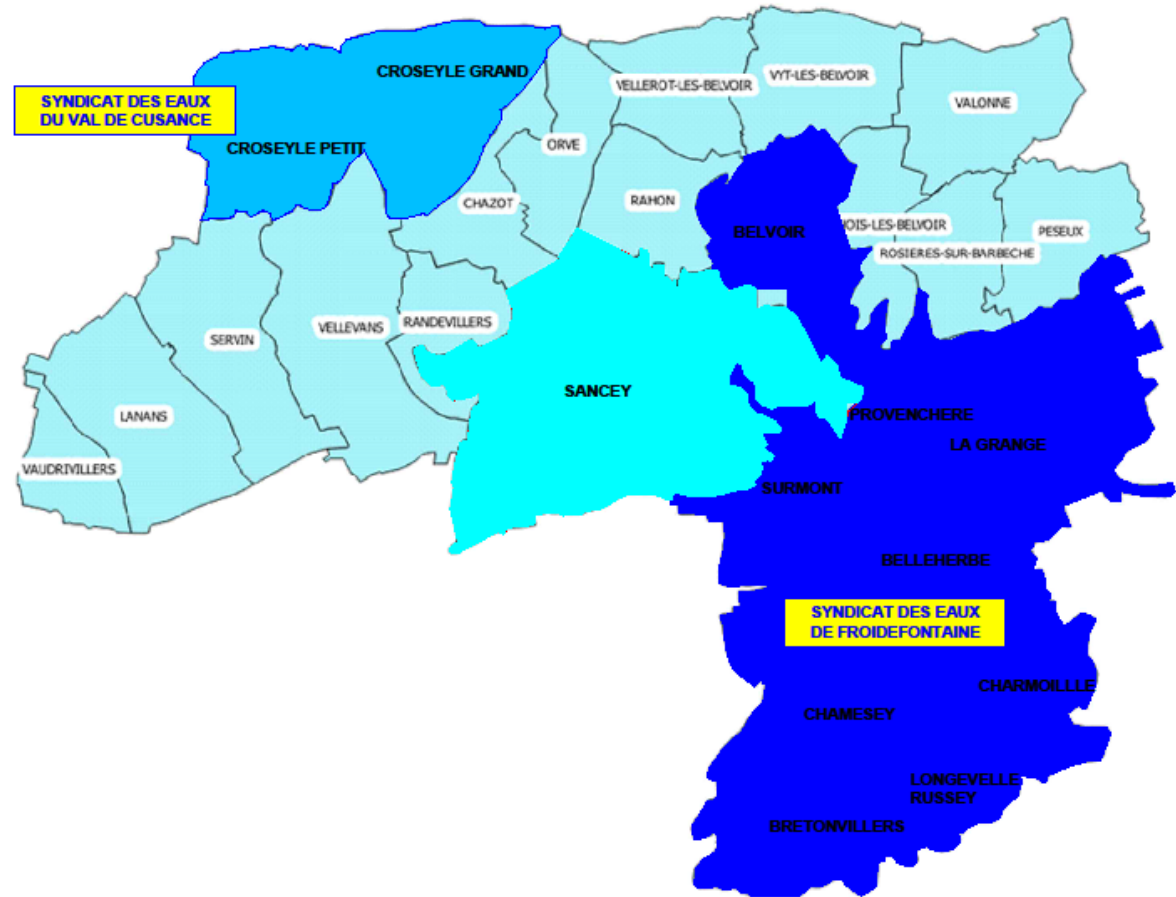 CROSEYLE GRAND
VELLEROT-LES-BELVOIR
VYT-LES-BELVOIR
VALONNE
SYNDICAT DES EAUX
DU VAL DE CUSANCE
CROSEYLE PETIT
ORVE
CHAZOT
RAHON
BELVOIR
OIS-LES-BELVOIR
ROSIERES-SUR-BARBECHE
PESEUX
SERVIN
VELLEVANS
RANDEVILLERS
SANCEY
LANANS
VAUDRIVILLERS
PROVENCHERE
LA GRANGE
SURMONT
BELLEHERBE
SYNDICAT DES EAUX
DE FROIDEFONTAINE
CHARMOILLLE
CHAMESEY
LONGEVELLE
RUSSEY
BRETONVILLERS